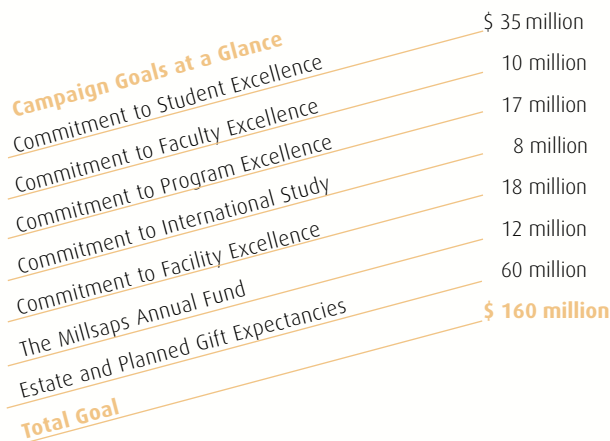 Campaign Goals at a Glance
Commitment to Student Excellence $ 35 million
Commitment to Faculty Excellence 10 million
Commitment to Program Excellence 17 million
Commitment to International Study 8 million
Commitment to Facility Excellence 18 million
The Millsaps Annual Fund 12 million
Estate and Planned Gift Expectancies 60 million
Total Goal $ 160 million